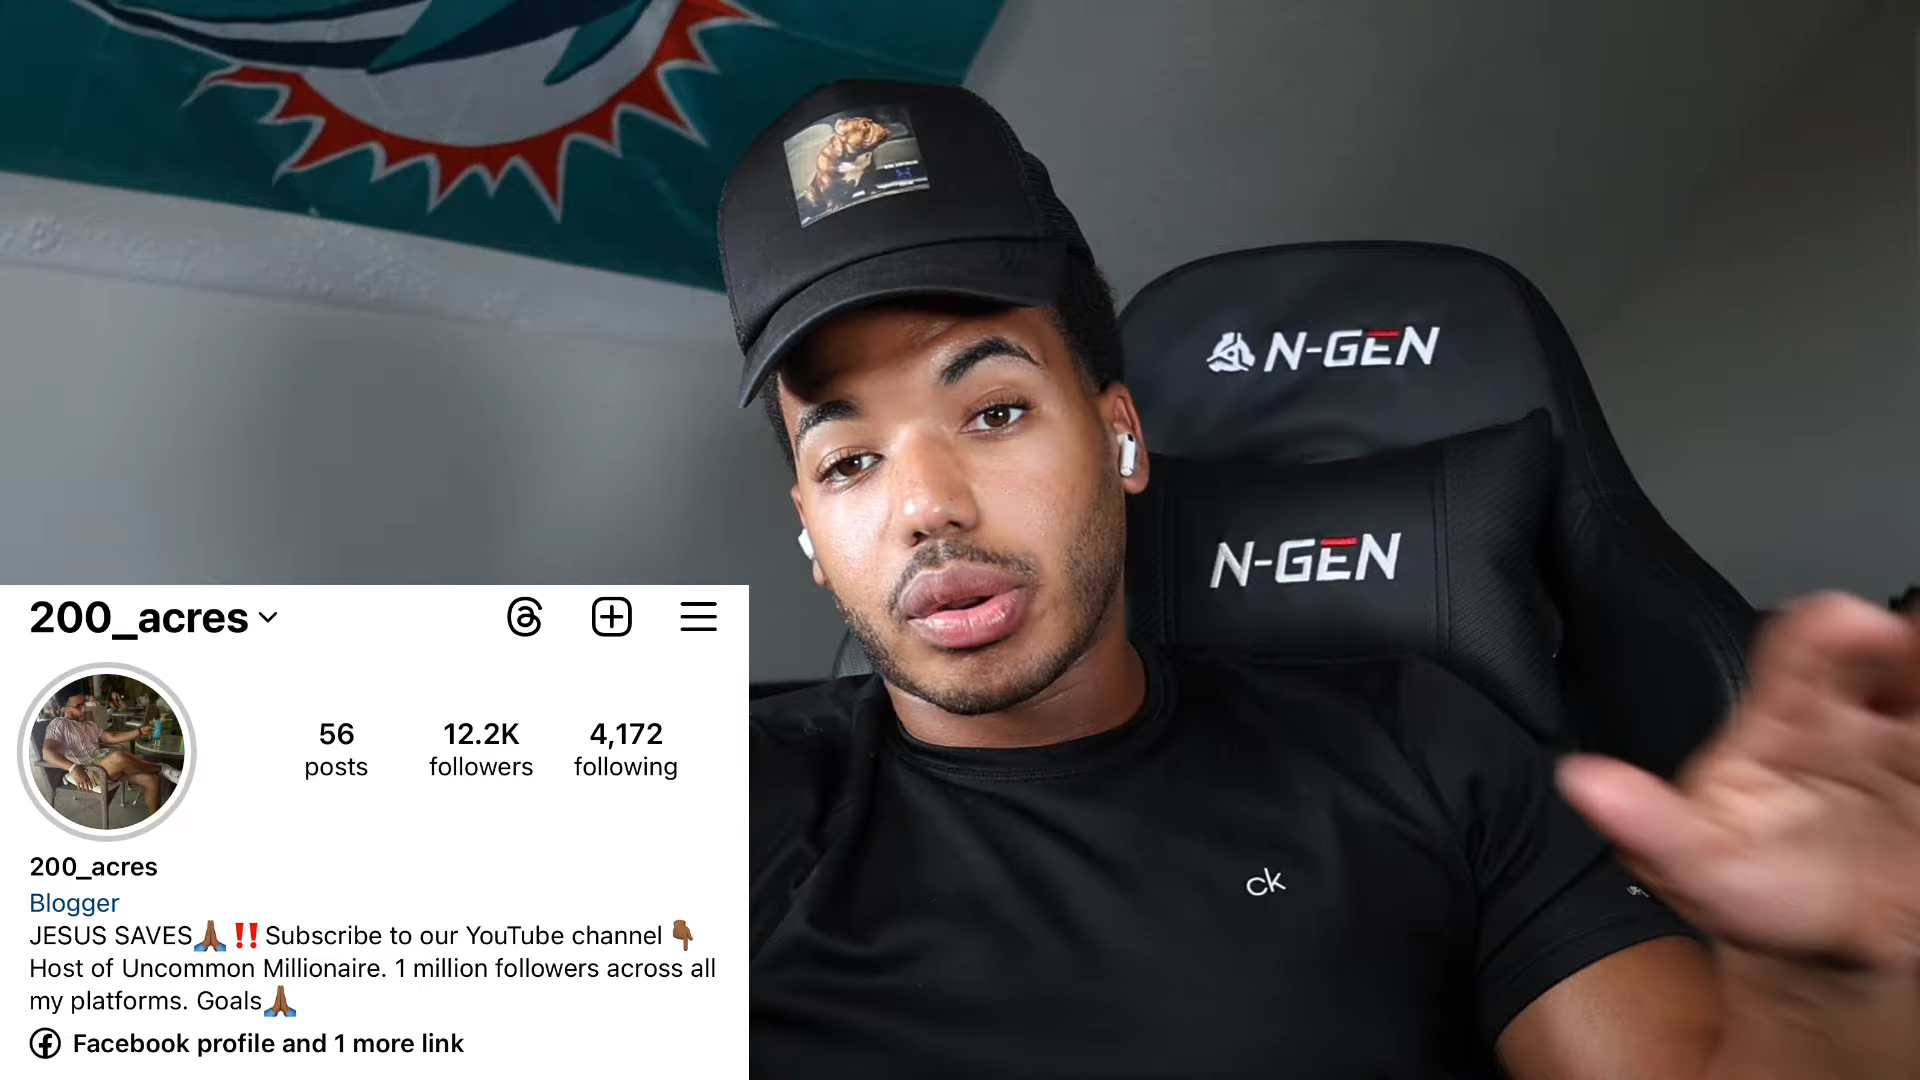 N-GEN
N-GEN
ck
200_acres
56
12.2K
4,172
posts
followers
following
200_acres
Blogger
JESUS SAVES🙏🏾‼️Subscribe to our YouTube channel👇🏾
Host of Uncommon Millionaire. 1 million followers across all
my platforms. Goals🙏🏾
Facebook profile and 1 more link